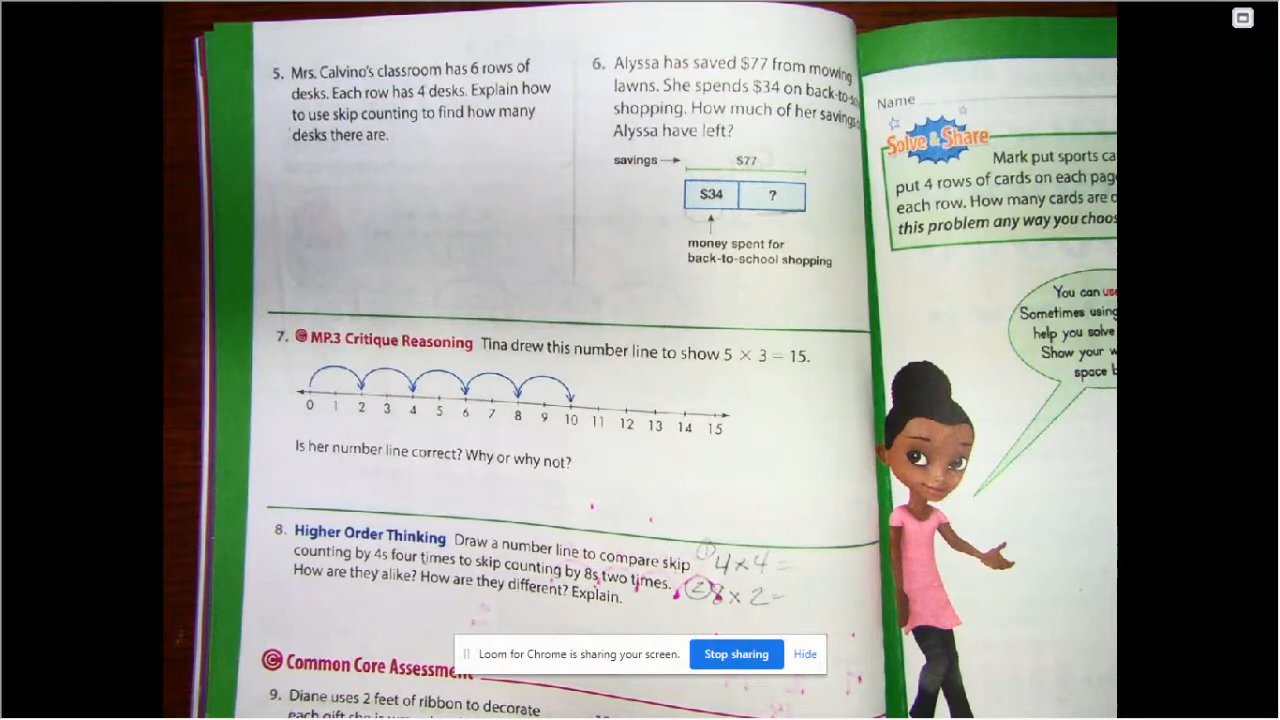 5. Mrs. Calvino's classroom has 6 rows of
desks. Each row has 4 desks. Explain how
to use skip counting to find how many
desks there are.
6. Alyssa has saved $77 from mowing
lawns. She spends $34 on back-to-
shopping. How much of her savings
Alyssa have left?
savings
$77
$34 ?
money spent for
back-to-school shopping
7. MP.3 Critique Reasoning Tina drew this number line to show 5 × 3 = 15.
0 1 2 3 4 5 6 7 8 9 10 11 12 13 14 15
Is her number line correct? Why or why not?
8. Higher Order Thinking Draw a number line to compare skip
counting by 4s four times to skip counting by 8s two times.
How are they alike? How are they different? Explain.
1 4 × 4 =
2 8 × 2 =
Common Core Assessment
9. Diane uses 2 feet of ribbon to decorate
Name
Solve & Share
Mark put sports ca
put 4 rows of cards on each pag
each row. How many cards are
this problem any way you choos
You can us
Sometimes using
help you solve
Show your w
space b
Loom for Chrome is sharing your screen.
Stop sharing
Hide